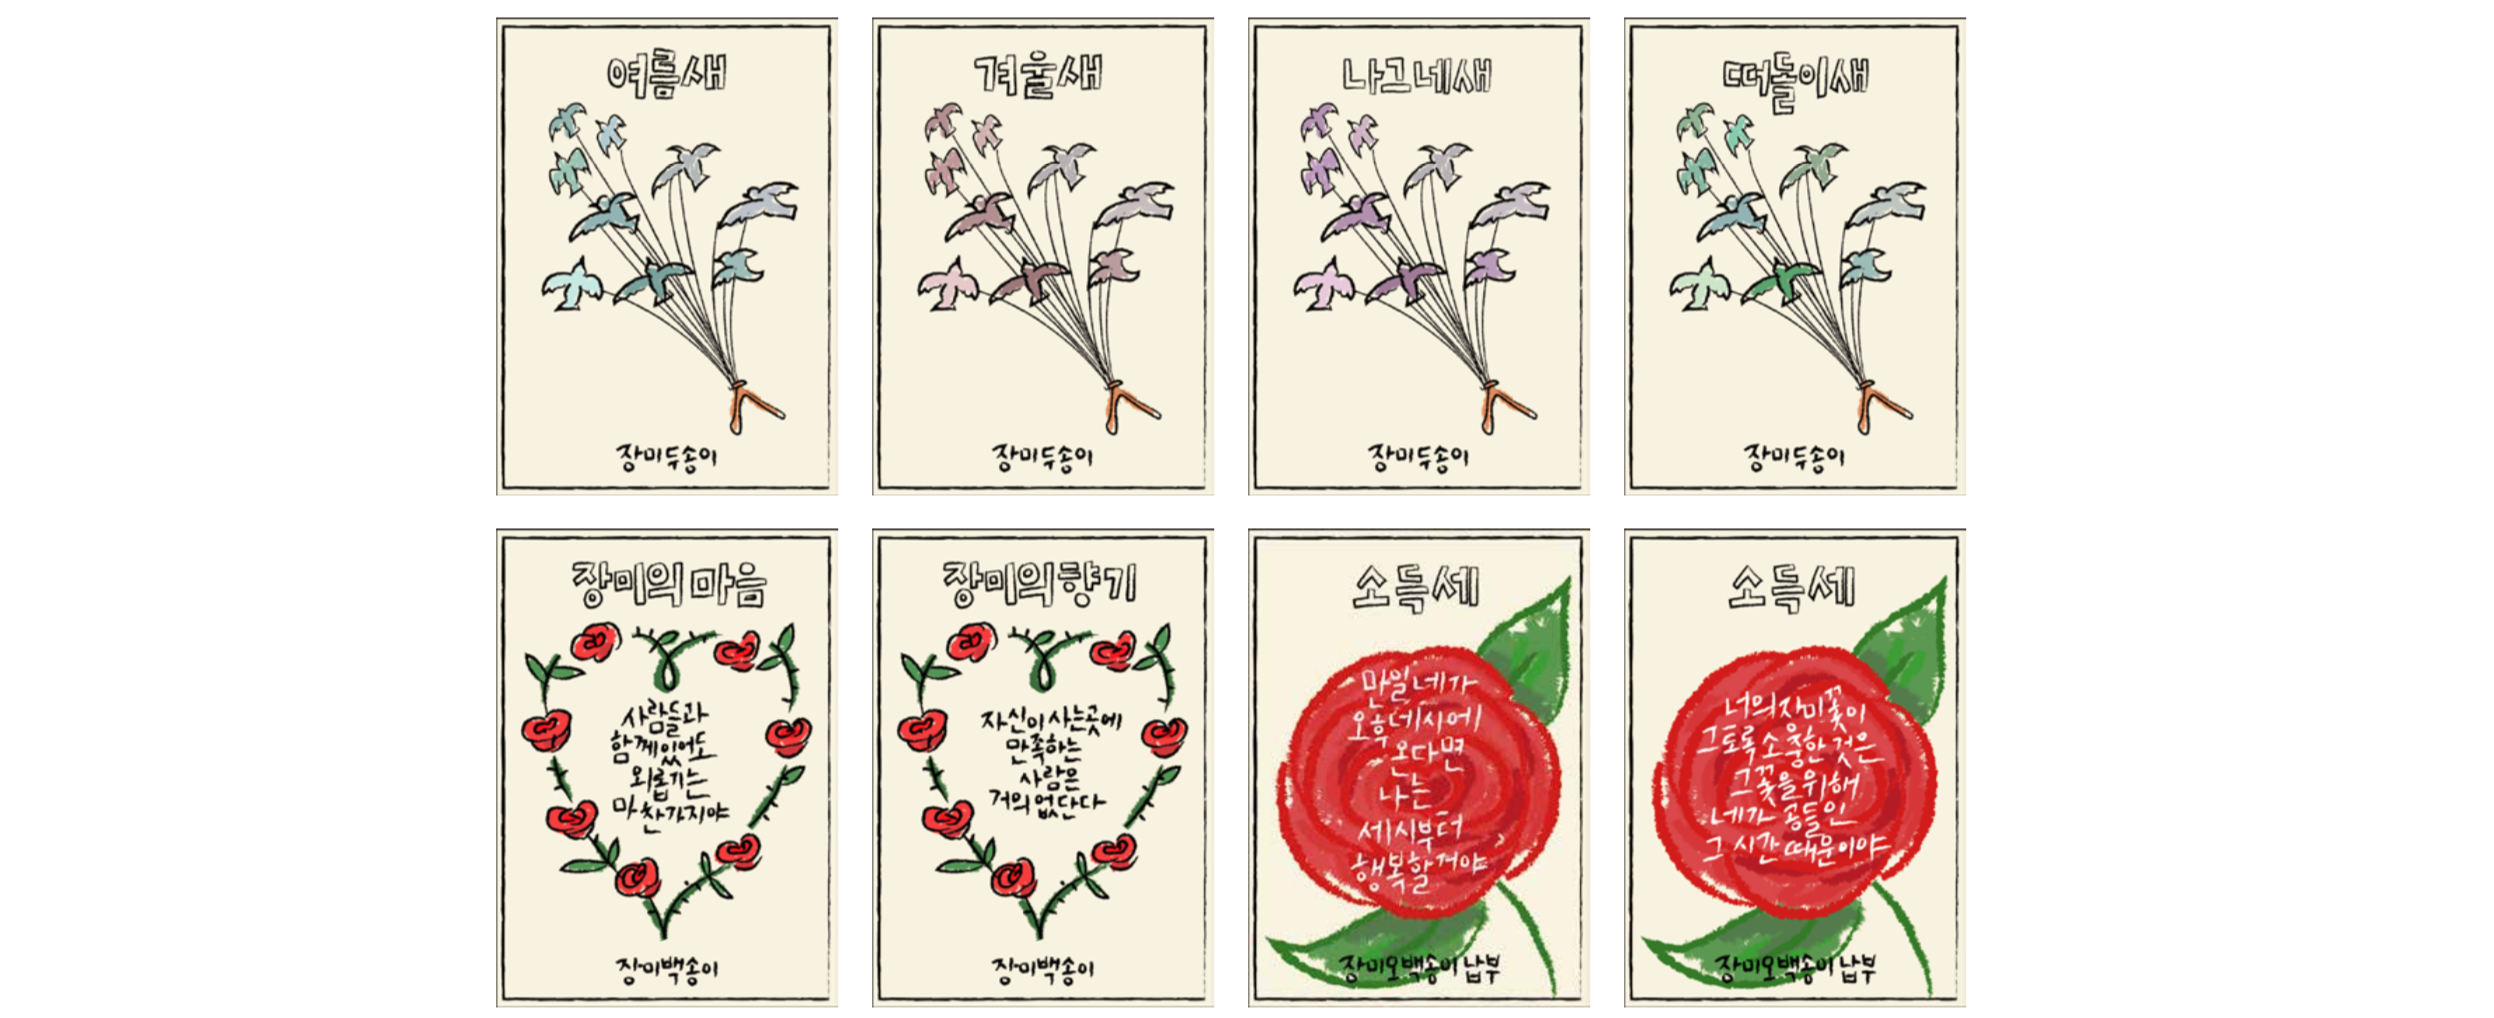 여름새
장미두송이
겨울새
장미두송이
나그네새
장미두송이
떠돌이새
장미두송이
장미의 마음
사람들과
함께있어도
외롭기는
마찬가지야
장미백송이
장미의 향기
자신이 사는곳에
만족하는
사람은
거의 없단다
장미백송이
소득세
만일 네가
오후 네시에
온다면
나는
세시부터
행복할거야
장미오백송이 납부
소득세
너의 장미꽃이
그토록 소중한 것은
그 꽃을 위해
네가 공들인
그 시간 때문이야
장미오백송이 납부